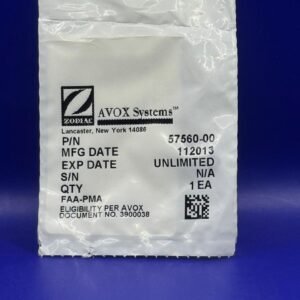 ZODIAC
AVOX Systems™
Lancaster, New York 14086
P/N 57560-00
MFG DATE 112013
EXP DATE UNLIMITED
S/N N/A
QTY 1 EA
FAA-PMA
ELIGIBILITY PER AVOX
DOCUMENT NO. 3900038